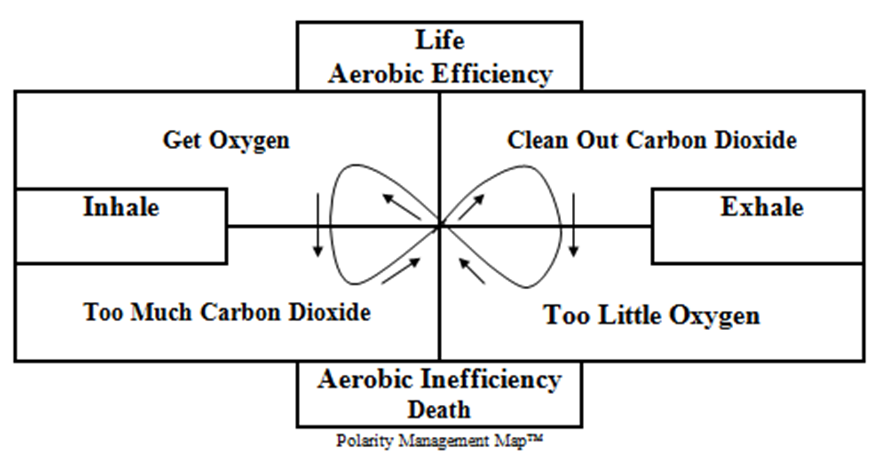 Life
Aerobic Efficiency
Get Oxygen
Clean Out Carbon Dioxide
Inhale
Exhale
Too Much Carbon Dioxide
Too Little Oxygen
Aerobic Inefficiency
Death
Polarity Management Map™